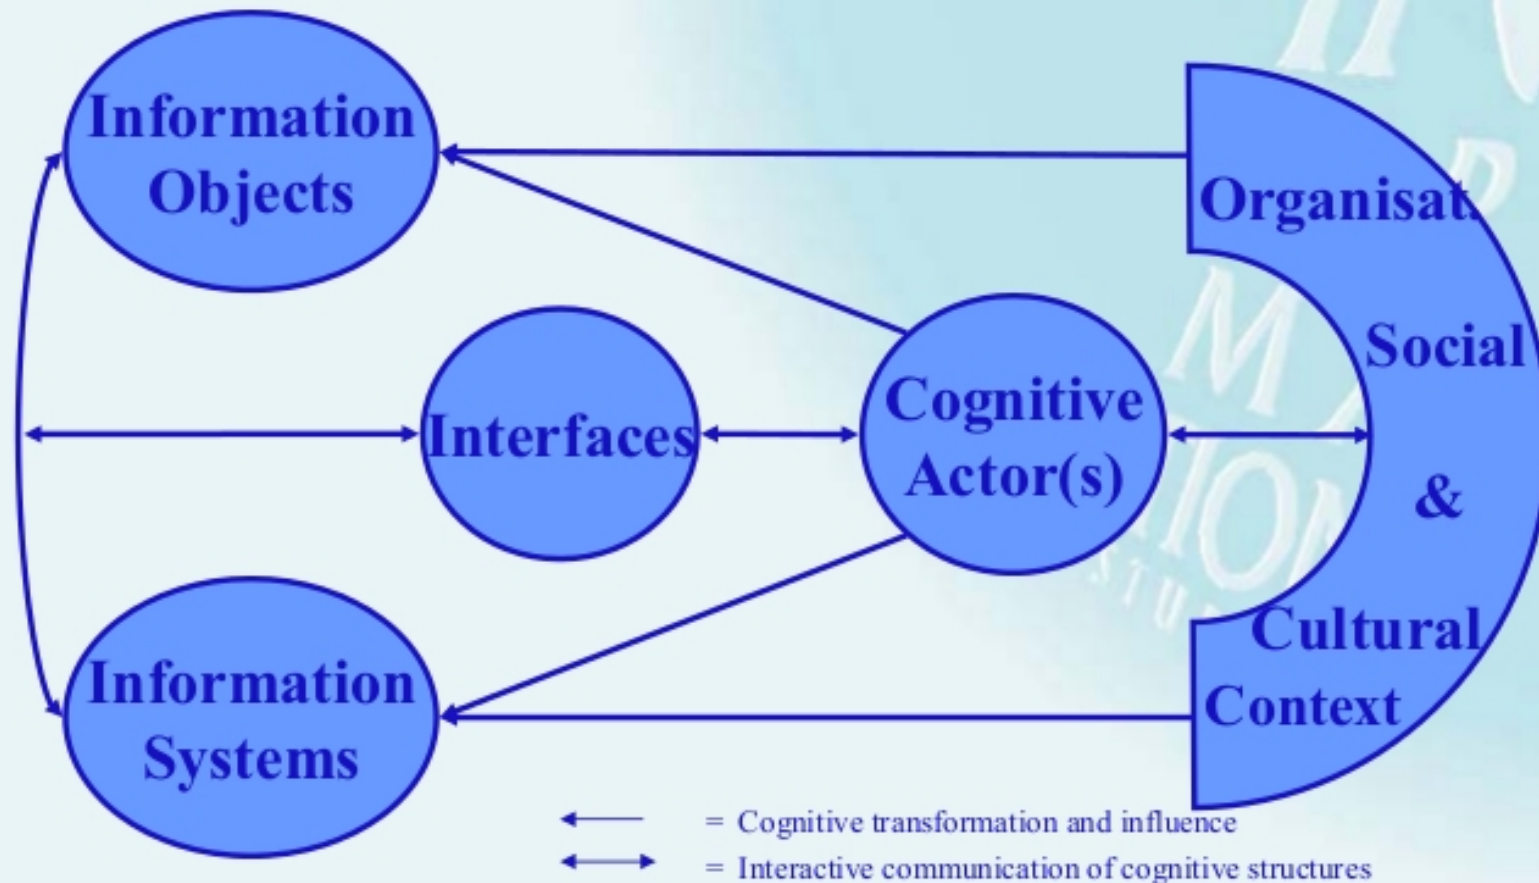 Information
Objects
Organisat.
Social
Interfaces
Cognitive
Actor(s)
&
Cultural
Context
Information
Systems
= Cognitive transformation and influence
= Interactive communication of cognitive structures